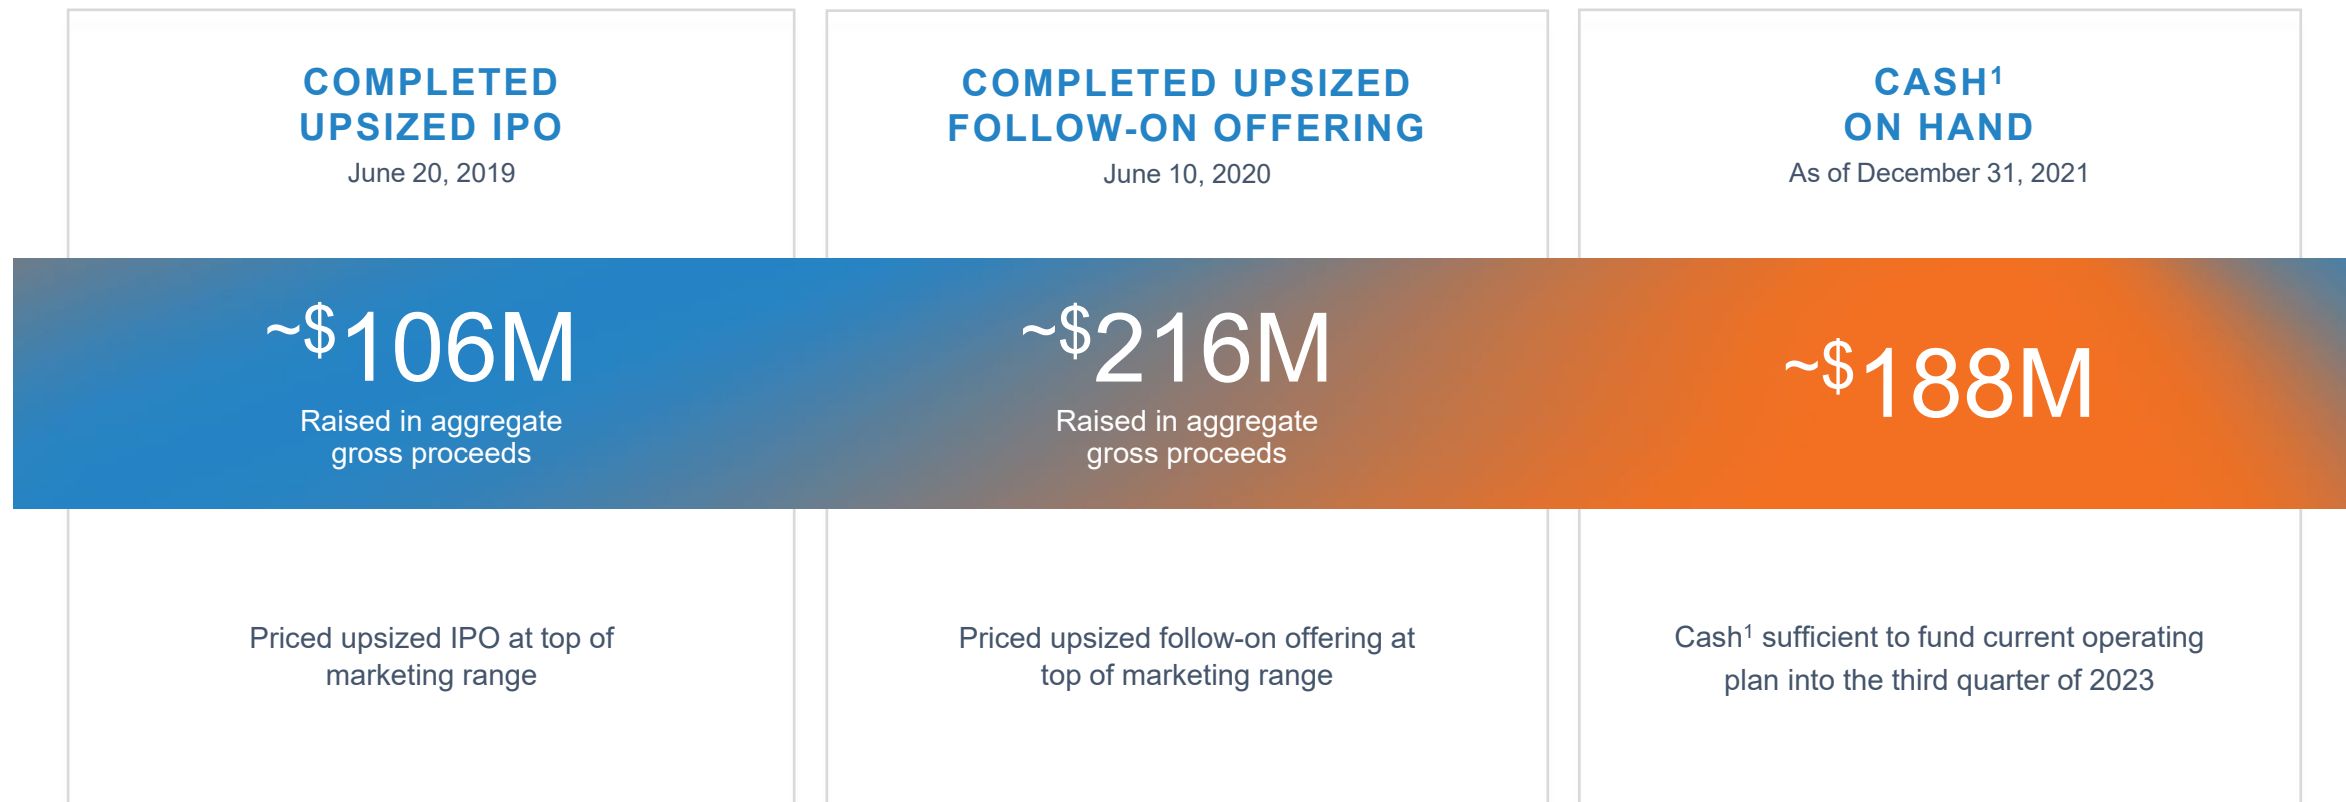 COMPLETED
UPSIZED IPO
June 20, 2019
~$106M
Raised in aggregate
gross proceeds
Priced upsized IPO at top of
marketing range
COMPLETED UPSIZED
FOLLOW-ON OFFERING
June 10, 2020
~$216M
Raised in aggregate
gross proceeds
Priced upsized follow-on offering at
top of marketing range
CASH¹
ON HAND
As of December 31, 2021
~$188M
Cash¹ sufficient to fund current operating
plan into the third quarter of 2023